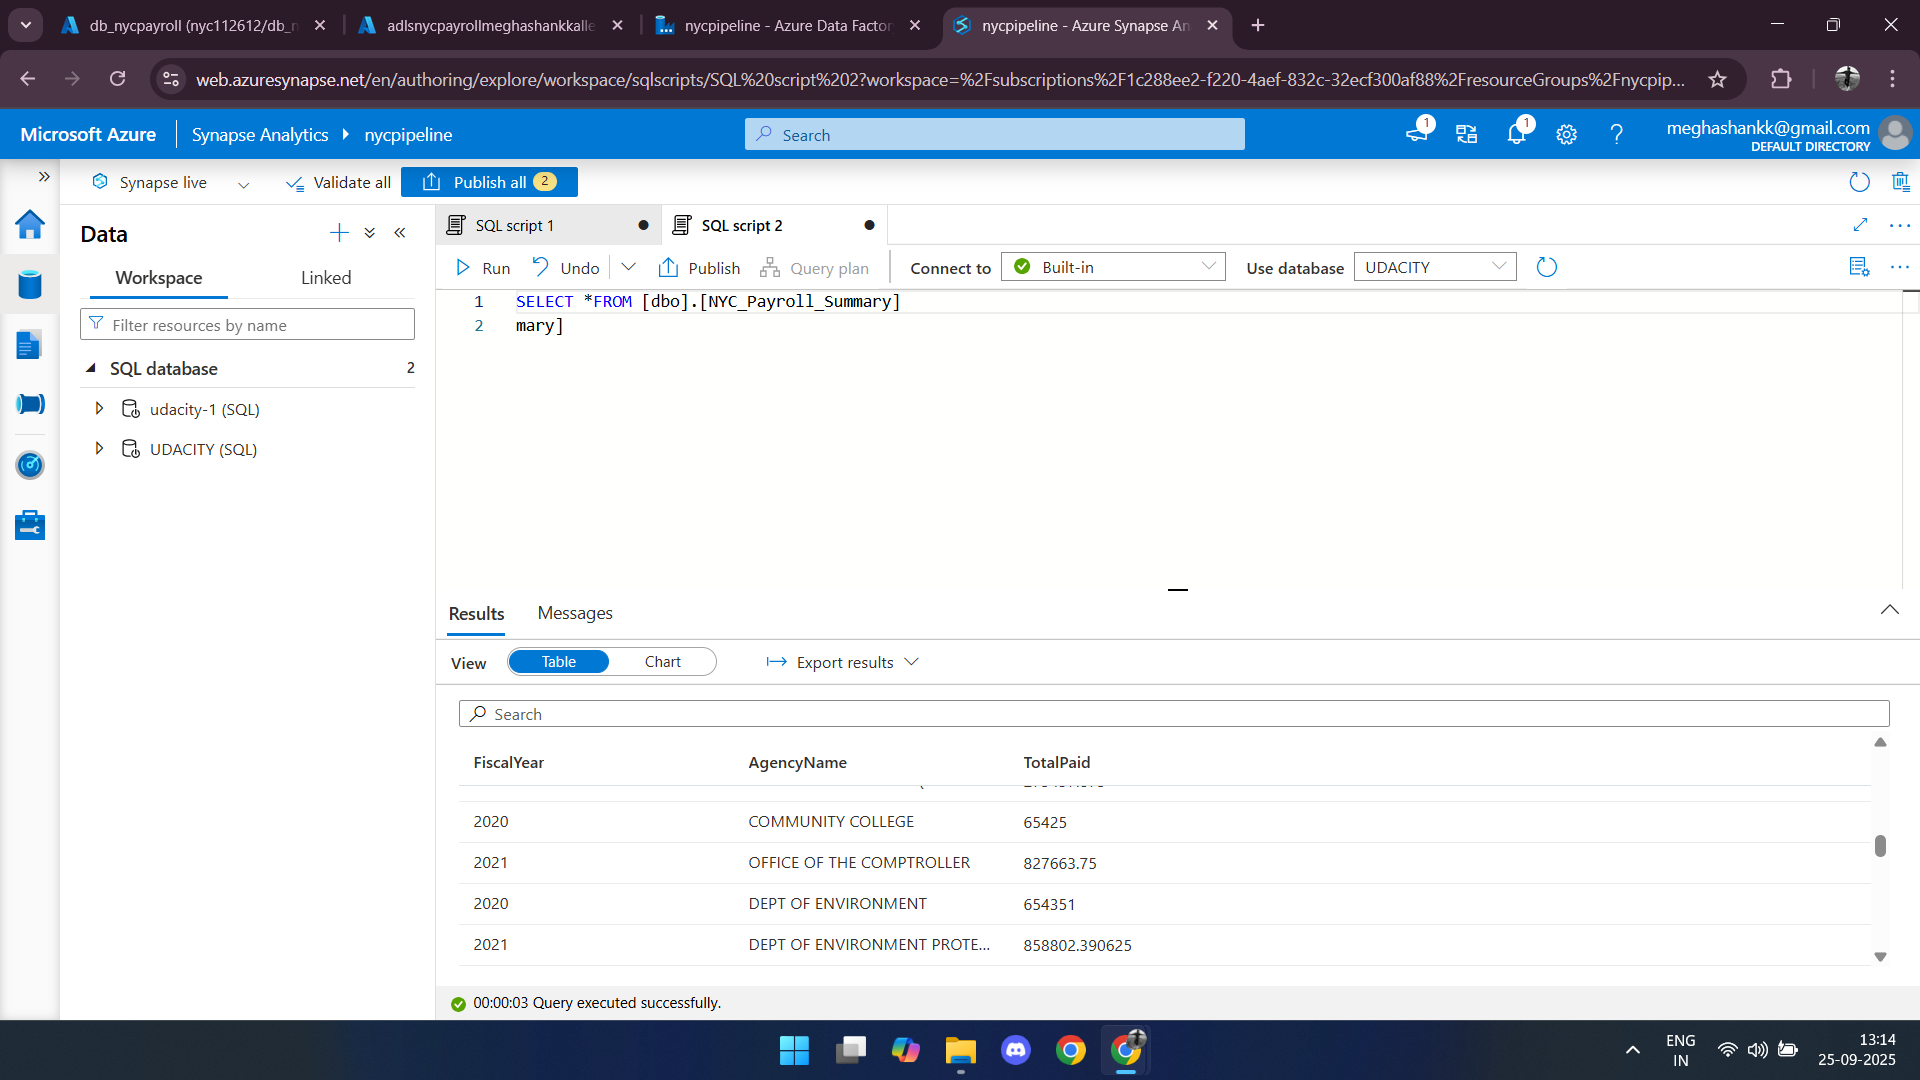 db_nycpayroll (nyc112612/db_n
adlsnycpayrollmeghashankkalle
nycpipeline - Azure Data Factor
nycpipeline - Azure Synapse An
web.azuresynapse.net/en/authoring/explore/workspace/sqlscripts/SQL%20script%202?workspace=%2Fsubscriptions%2F1c288ee2-f220-4aef-832c-32ecf300af88%2FresourceGroups%2Fnycpip...
Microsoft Azure
Synapse Analytics
nycpipeline
Search
1
1
meghashankk@gmail.com
DEFAULT DIRECTORY
Synapse live
Validate all
Publish all 2
Data
Workspace
Linked
Filter resources by name
SQL database 2
udacity-1 (SQL)
UDACITY (SQL)
SQL script 1
SQL script 2
Run
Undo
Publish
Query plan
Connect to
Built-in
Use database
UDACITY
1 SELECT *FROM [dbo].[NYC_Payroll_Summary]
2 mary]
Results
Messages
View
Table
Chart
Export results
Search
FiscalYear AgencyName TotalPaid
2020 COMMUNITY COLLEGE 65425
2021 OFFICE OF THE COMPTROLLER 827663.75
2020 DEPT OF ENVIRONMENT 654351
2021 DEPT OF ENVIRONMENT PROTE... 858802.390625
00:00:03 Query executed successfully.
ENG
IN
13:14
25-09-2025